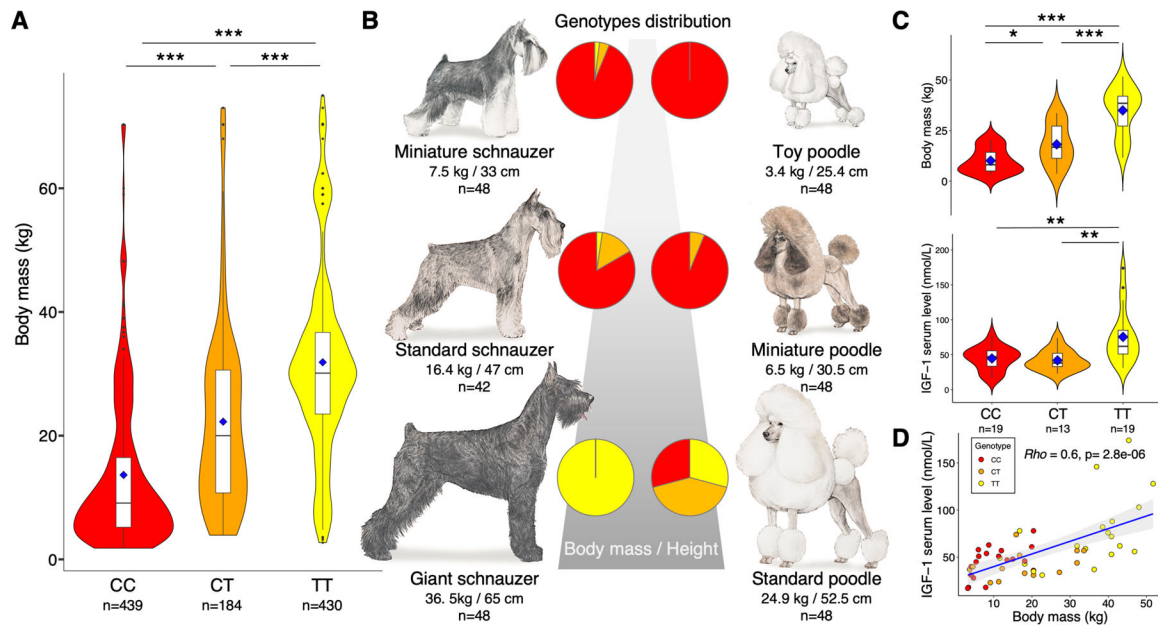 A
***
***
***
Body mass (kg)
60
40
20
0
CC
CT
TT
n=439
n=184
n=430
B
Genotypes distribution
Miniature schnauzer
7.5 kg / 33 cm
n=48
Toy poodle
3.4 kg / 25.4 cm
n=48
Standard schnauzer
16.4 kg / 47 cm
n=42
Miniature poodle
6.5 kg / 30.5 cm
n=48
Body mass / Height
Giant schnauzer
36. 5kg / 65 cm
n=48
Standard poodle
24.9 kg / 52.5 cm
n=48
C
***
*
***
Body mass (kg)
50
25
0
**
**
IGF-1 serum level (nmol/L)
200
150
100
50
0
CC
CT
TT
n=19
n=13
n=19
D
Genotype
CC
CT
TT
Rho = 0.6, p= 2.8e-06
IGF-1 serum level (nmol/L)
150
100
50
10
20
30
40
50
Body mass (kg)